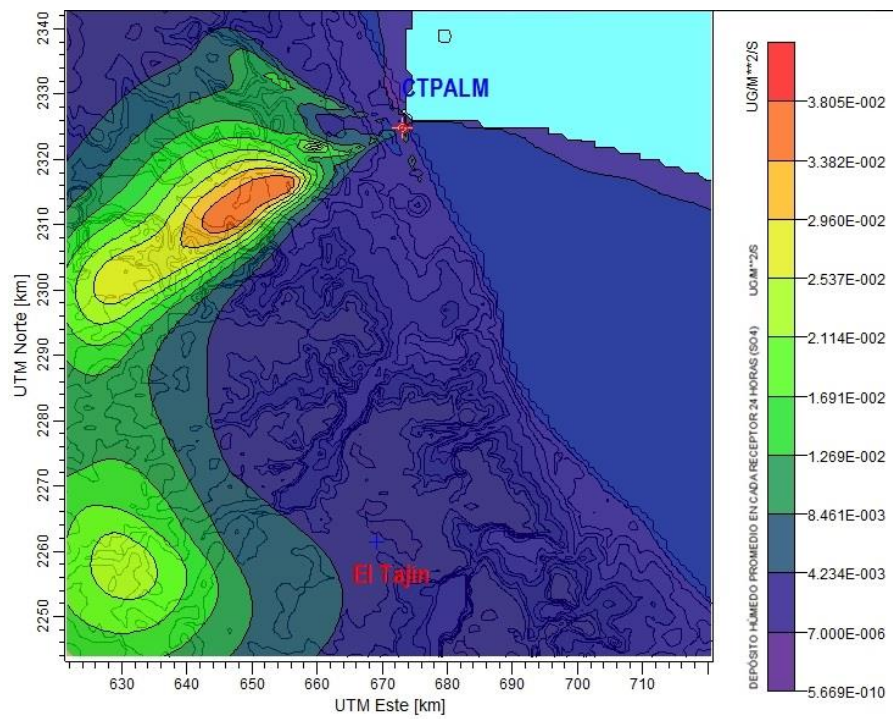 2340
2330
2320
2310
2300
2290
2280
2270
2260
2250
UTM Norte [km]
CTPALM
El Tajin
630
640
650
660
670
680
690
700
710
UTM Este [km]
UG/M**2/S
DEPÓSITO HÚMEDO PROMEDIO EN CADA RECEPTOR 24 HORAS (SO4) UG/M**2/S
3.805E-002
3.382E-002
2.960E-002
2.537E-002
2.114E-002
1.691E-002
1.269E-002
8.461E-003
4.234E-003
7.000E-006
5.669E-010